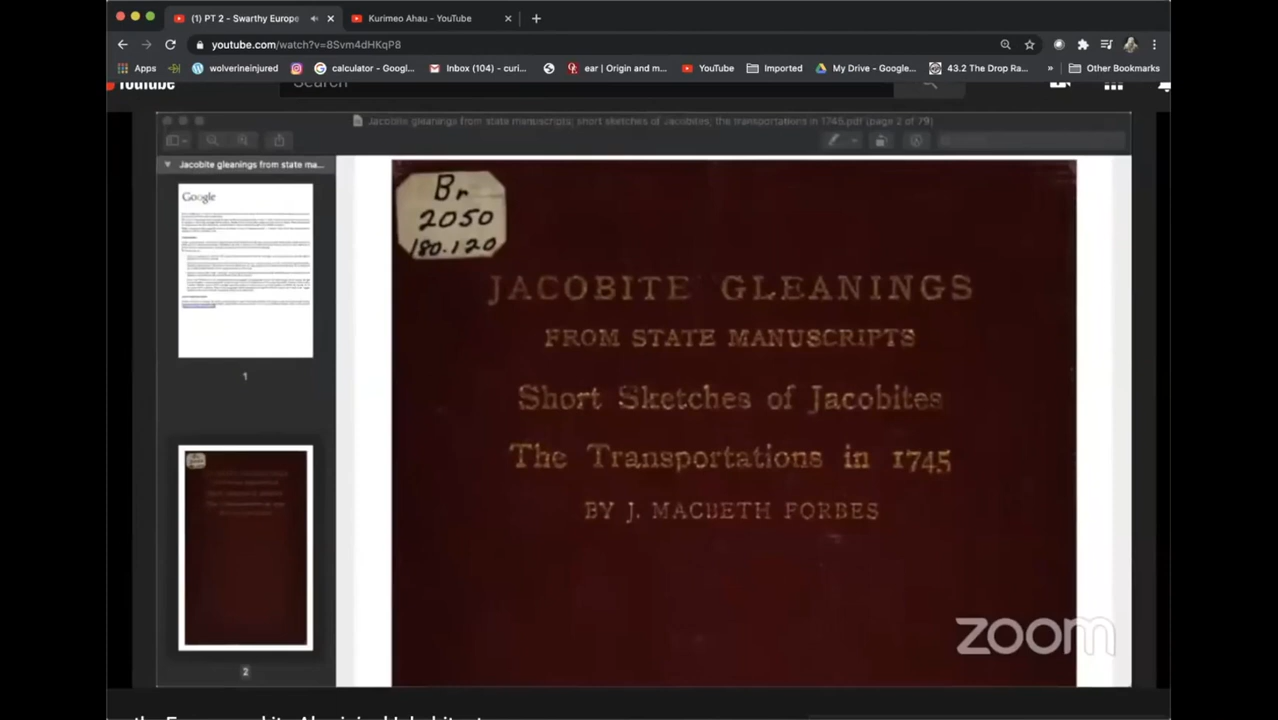 (1) PT 2 - Swarthy Europe
Kurimeo Ahau - YouTube
youtube.com/watch?v=8Svm4dHKqP8
Apps
wolverineinjured
calculator - Googl...
Inbox (104) - curi...
ear | Origin and m...
YouTube
Imported
My Drive - Google...
43.2 The Drop Ra...
»
Other Bookmarks
YouTube
Search
Jacobite gleanings from state manuscripts; short sketches of Jacobites, the transportations in 1745.pdf (page 2 of 79)
Jacobite gleanings from state ma...
Google
1
2
Br
2050
180.120
JACOBITE GLEANINGS
FROM STATE MANUSCRIPTS
Short Sketches of Jacobites
The Transportations in 1745
BY J. MACBETH FORBES
zoom